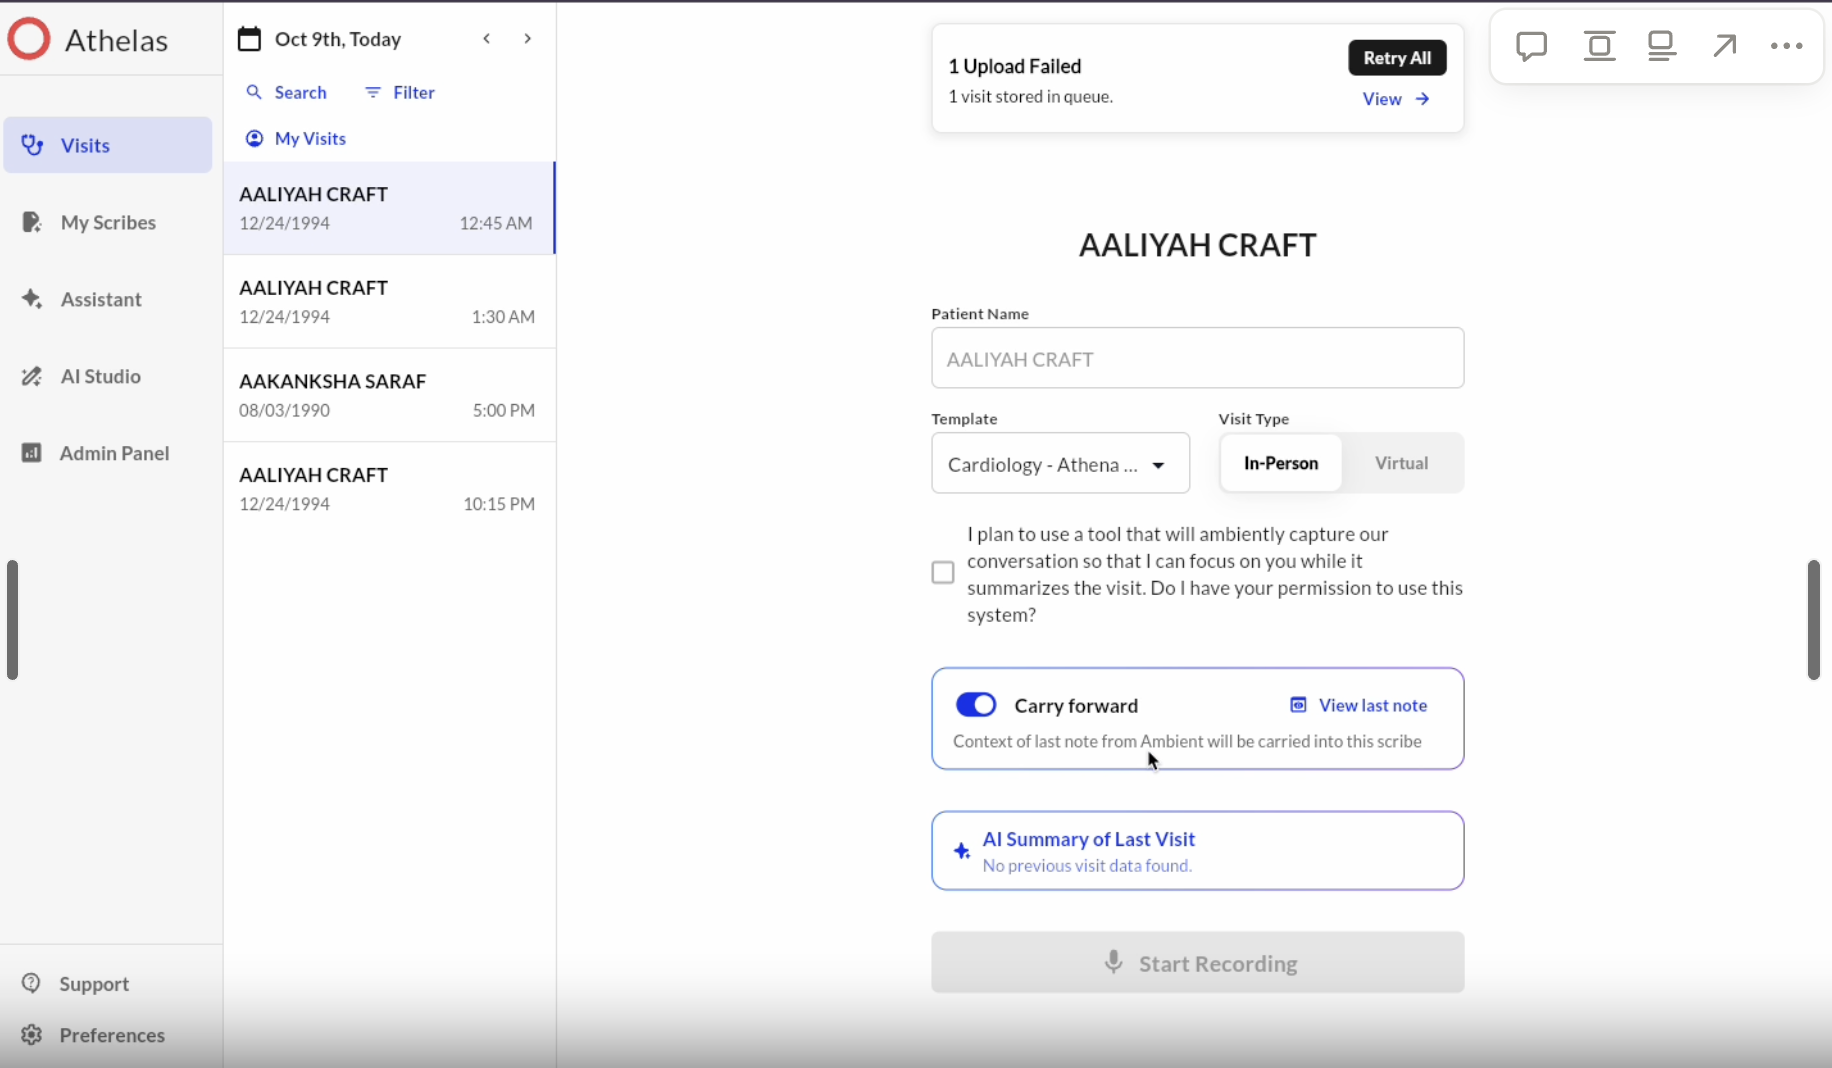 Athelas
Visits
My Scribes
Assistant
AI Studio
Admin Panel
Support
Preferences
Oct 9th, Today
Search
Filter
My Visits
AALIYAH CRAFT
12/24/1994 12:45 AM
AALIYAH CRAFT
12/24/1994 1:30 AM
AAKANKSHA SARAF
08/03/1990 5:00 PM
AALIYAH CRAFT
12/24/1994 10:15 PM
1 Upload Failed
1 visit stored in queue.
Retry All
View
AALIYAH CRAFT
Patient Name
AALIYAH CRAFT
Template
Cardiology - Athena ...
Visit Type
In-Person
Virtual
I plan to use a tool that will ambiently capture our
conversation so that I can focus on you while it
summarizes the visit. Do I have your permission to use this
system?
Carry forward
View last note
Context of last note from Ambient will be carried into this scribe
AI Summary of Last Visit
No previous visit data found.
Start Recording